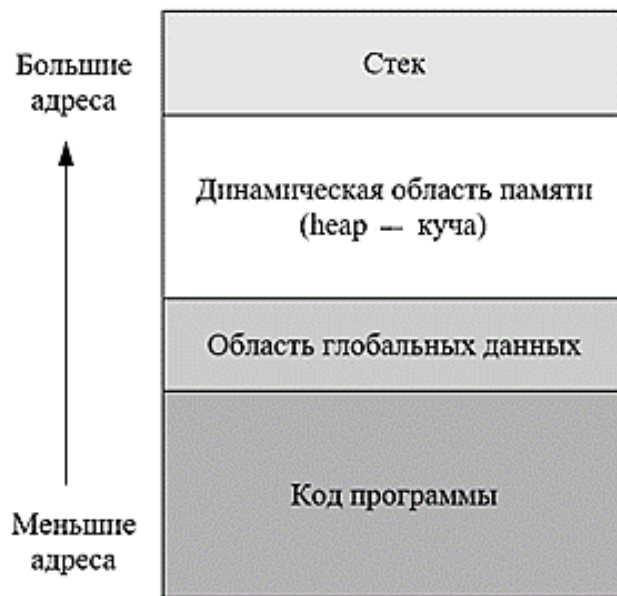 Большие
адреса
Стек
Динамическая область памяти
(heap — куча)
Область глобальных данных
Код программы
Меньшие
адреса